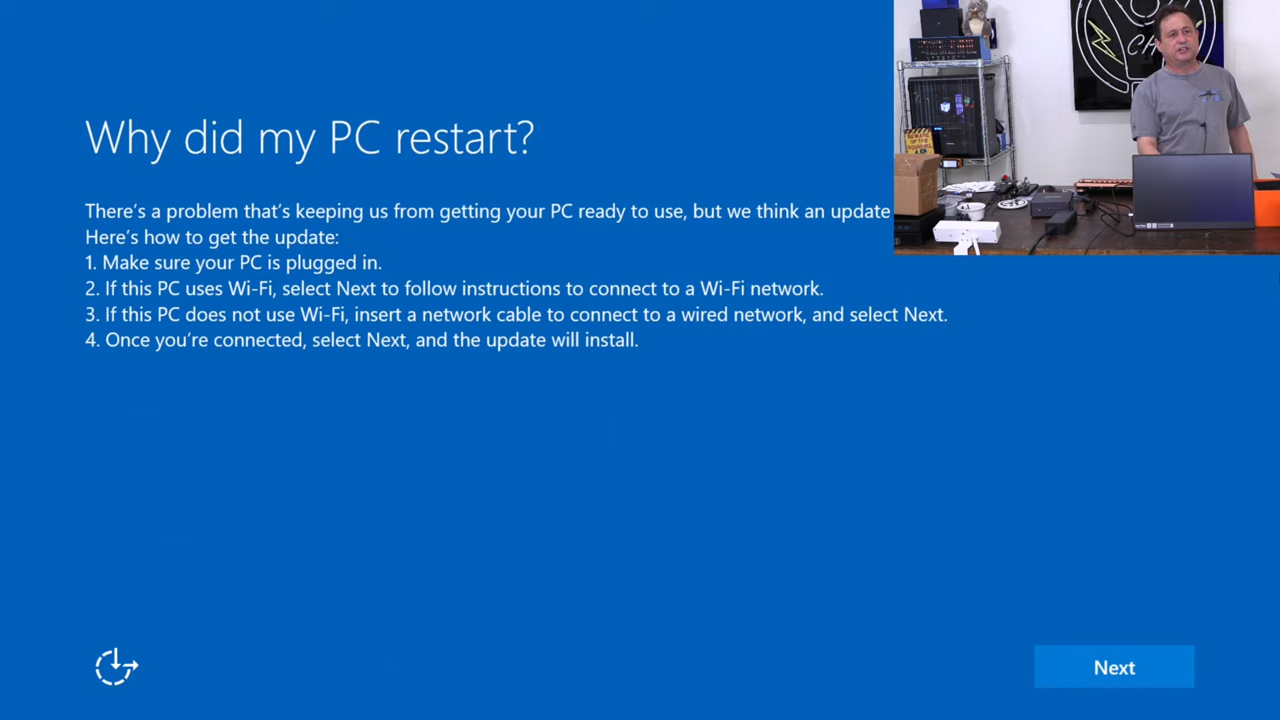 Why did my PC restart?
There's a problem that's keeping us from getting your PC ready to use, but we think an update
Here's how to get the update:
1. Make sure your PC is plugged in.
2. If this PC uses Wi-Fi, select Next to follow instructions to connect to a Wi-Fi network.
3. If this PC does not use Wi-Fi, insert a network cable to connect to a wired network, and select Next.
4. Once you're connected, select Next, and the update will install.
Next
CH
BEWARE
OF THE